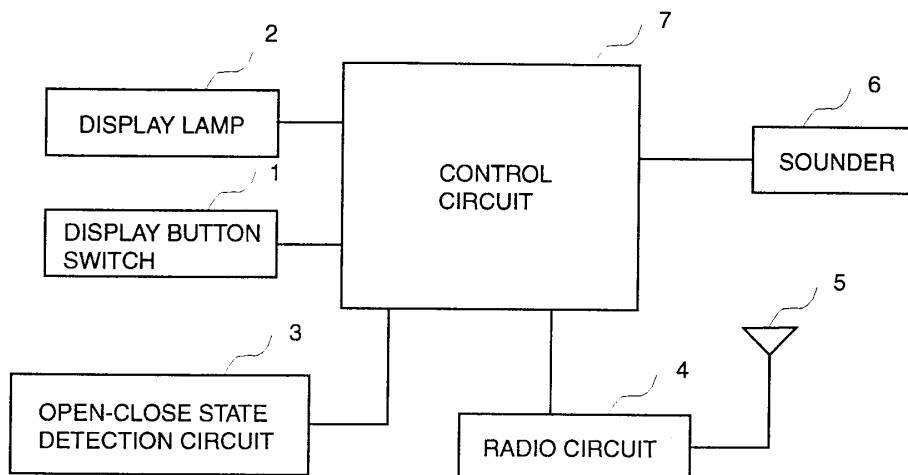 2
7
6
DISPLAY LAMP
SOUNDER
1
CONTROL
CIRCUIT
DISPLAY BUTTON
SWITCH
5
3
4
OPEN-CLOSE STATE
DETECTION CIRCUIT
RADIO CIRCUIT